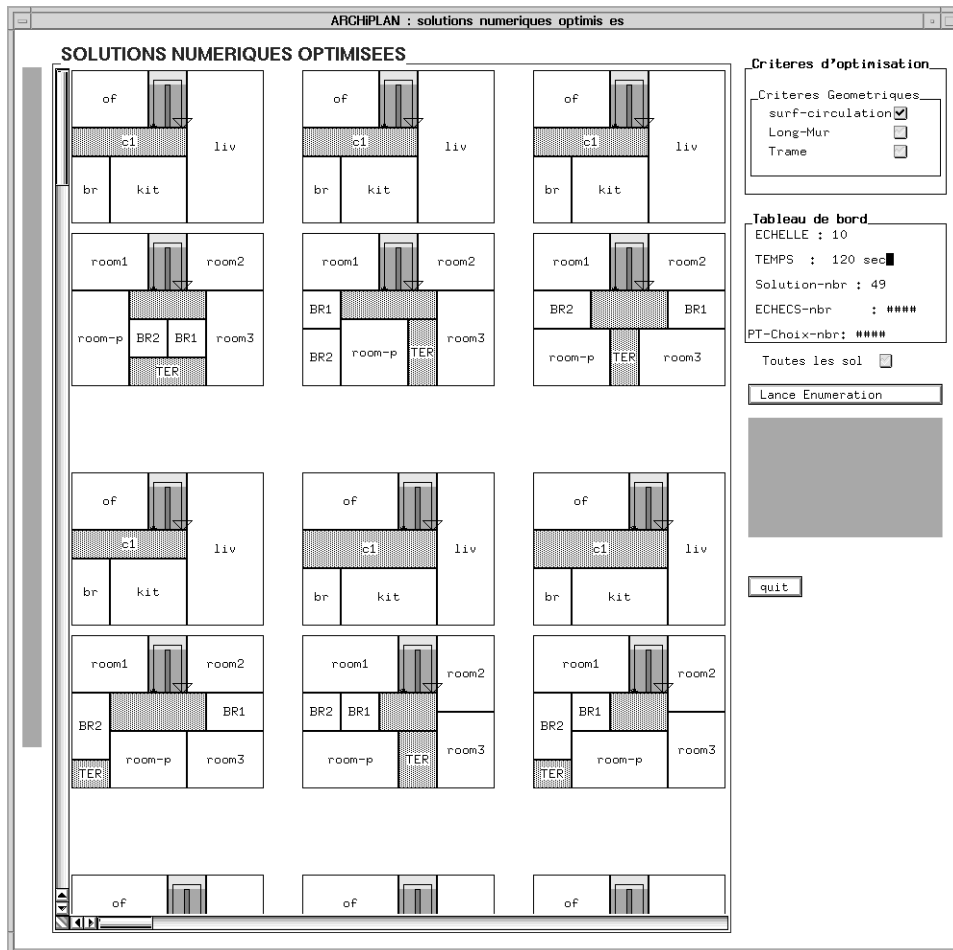 ARCHiPLAN : solutions numeriques optimis es
SOLUTIONS NUMERIQUES OPTIMISEES
of
c1
liv
br
kit
of
c1
liv
br
kit
of
c1
liv
br
kit
room1
room2
room-p
BR2
BR1
room3
TER
room1
room2
BR1
BR2
room-p
TER
room3
room1
room2
BR2
BR1
room-p
TER
room3
of
c1
liv
br
kit
of
c1
liv
br
kit
of
c1
liv
br
kit
room1
room2
BR2
BR1
TER
room-p
room3
room1
room2
BR2
BR1
room-p
TER
room3
room1
room2
BR2
BR1
TER
room-p
room3
of
of
of
Criteres d'optimisation
Criteres Geometriques
surf-circulation
Long-Mur
Trame
Tableau de bord
ECHELLE : 10
TEMPS : 120 sec
Solution-nbr : 49
ECHECS-nbr : ####
PT-Choix-nbr: ####
Toutes les sol
Lance Enumeration
quit